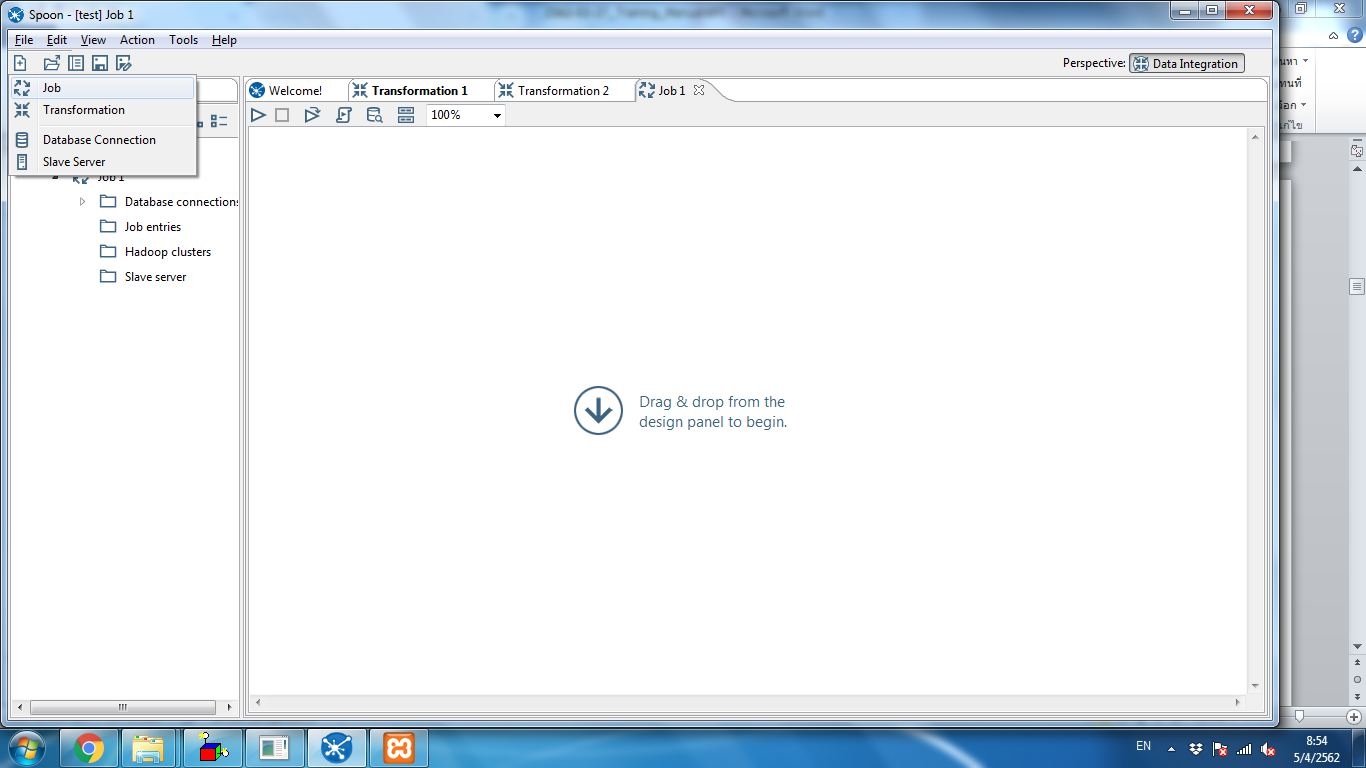 Spoon - [test] Job 1
File Edit View Action Tools Help
Perspective: Data Integration
Job
Transformation
Database Connection
Slave Server
Welcome! Transformation 1 Transformation 2 Job 1
100%
Job 1
Database connections
Job entries
Hadoop clusters
Slave server
Drag & drop from the
design panel to begin.
EN
8:54
5/4/2562